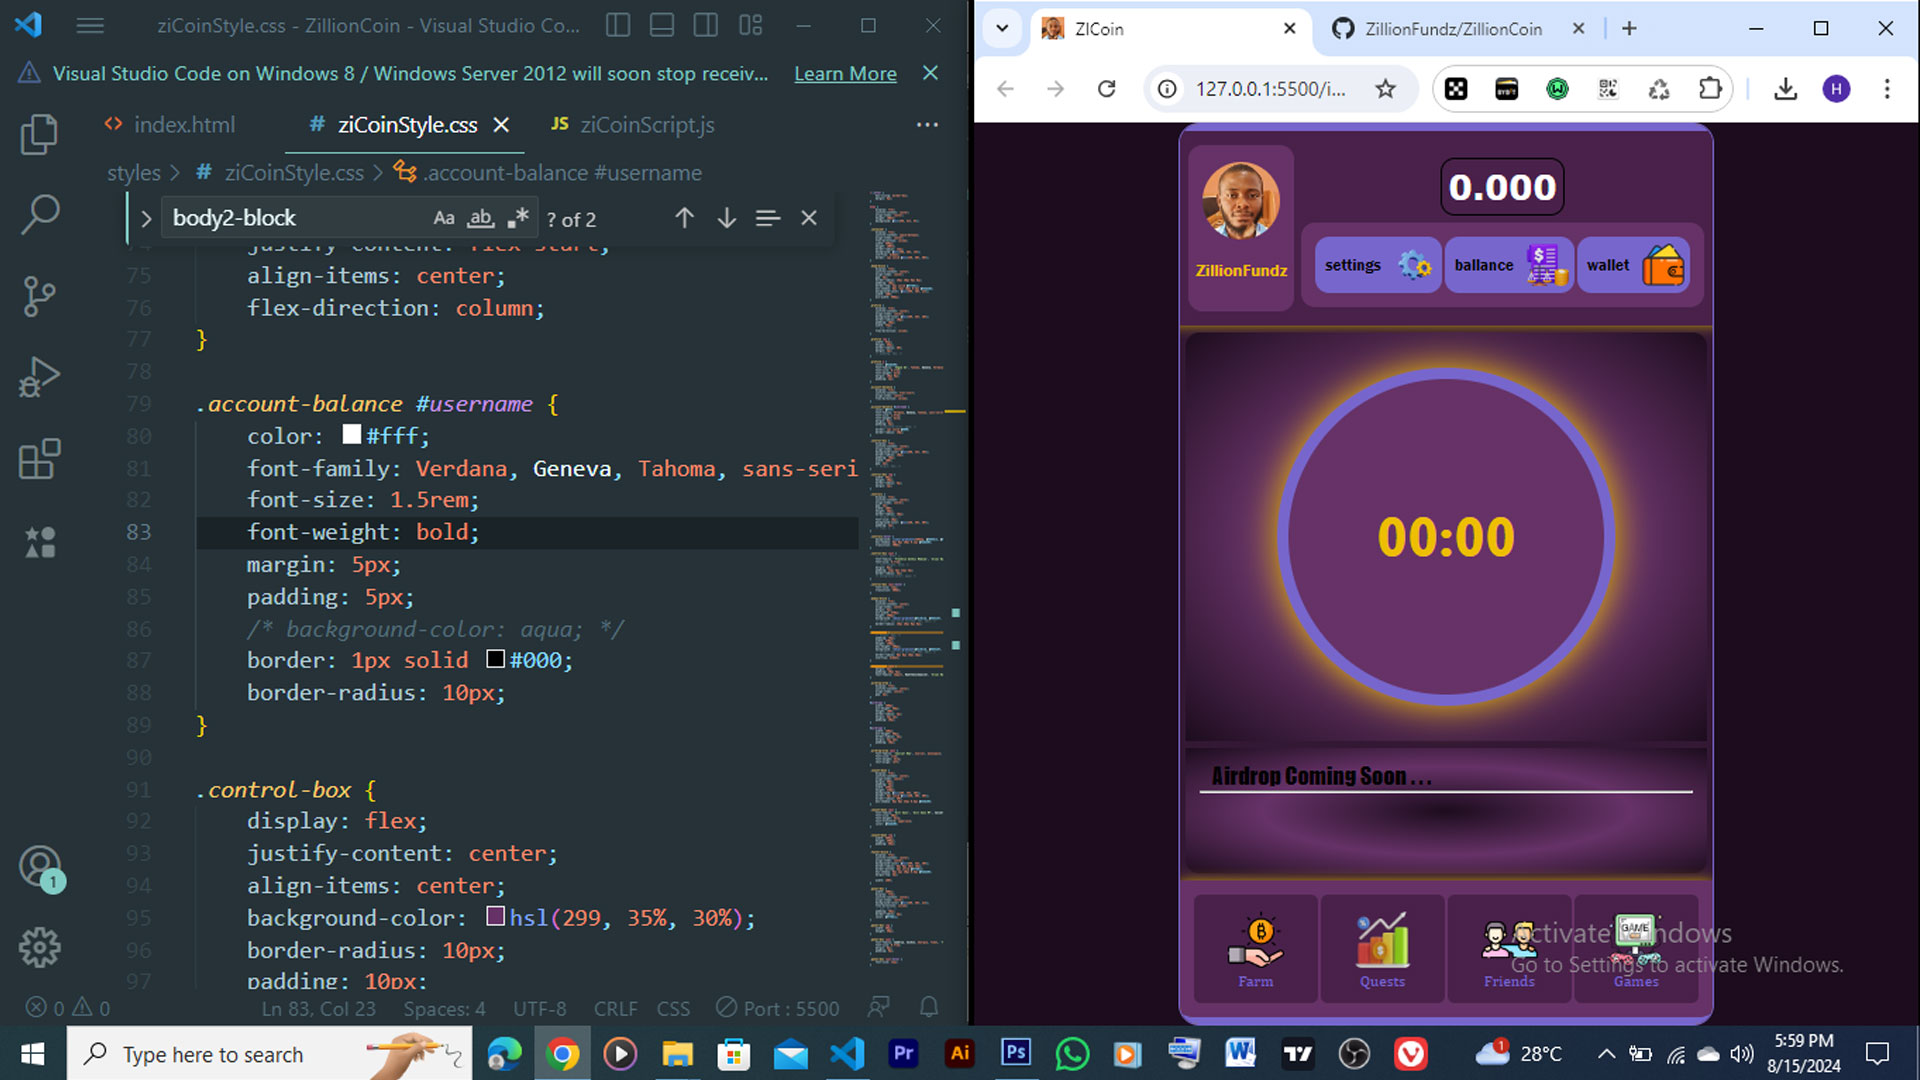 ziCoinStyle.css - ZillionCoin - Visual Studio Co...
Visual Studio Code on Windows 8 / Windows Server 2012 will soon stop receiv... Learn More
index.html
# ziCoinStyle.css
JS ziCoinScript.js
styles > # ziCoinStyle.css > .account-balance #username
body2-block Aa ab .* ? of 2
justify-content: flex-start;
75 align-items: center;
76 flex-direction: column;
77 }
78
79 .account-balance #username {
80 color: #fff;
81 font-family: Verdana, Geneva, Tahoma, sans-seri
82 font-size: 1.5rem;
83 font-weight: bold;
84 margin: 5px;
85 padding: 5px;
86 /* background-color: aqua; */
87 border: 1px solid #000;
88 border-radius: 10px;
89 }
90
91 .control-box {
92 display: flex;
93 justify-content: center;
94 align-items: center;
95 background-color: hsl(299, 35%, 30%);
96 border-radius: 10px;
97 padding: 10px;
1
0 0 Ln 83, Col 23 Spaces: 4 UTF-8 CRLF CSS Port : 5500
ZICoin
ZillionFundz/ZillionCoin
127.0.0.1:5500/i...
H
0.000
ZillionFundz
settings
ballance
wallet
00:00
Airdrop Coming Soon . . .
Farm
Quests
Friends
Games
GAME
Activate Windows
Go to Settings to activate Windows.
Type here to search
Pr
Ai
Ps
1
28°C
5:59 PM
8/15/2024